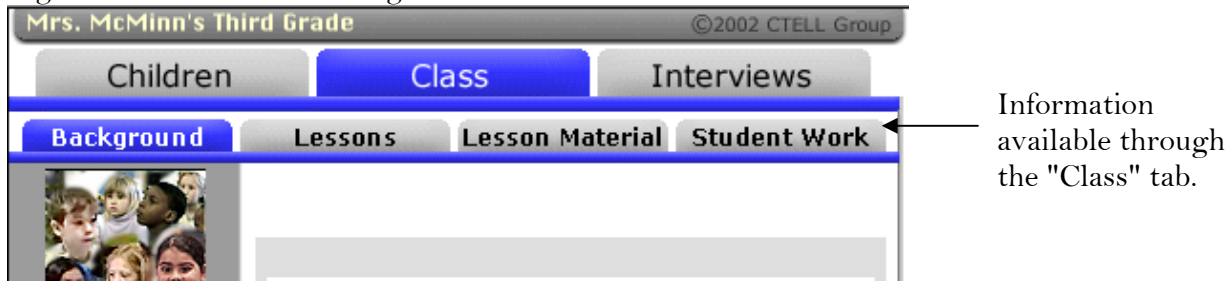 Mrs. McMinn's Third Grade ©2002 CTELL Group
Children Class Interviews
Background Lessons Lesson Material Student Work
Information
available through
the "Class" tab.